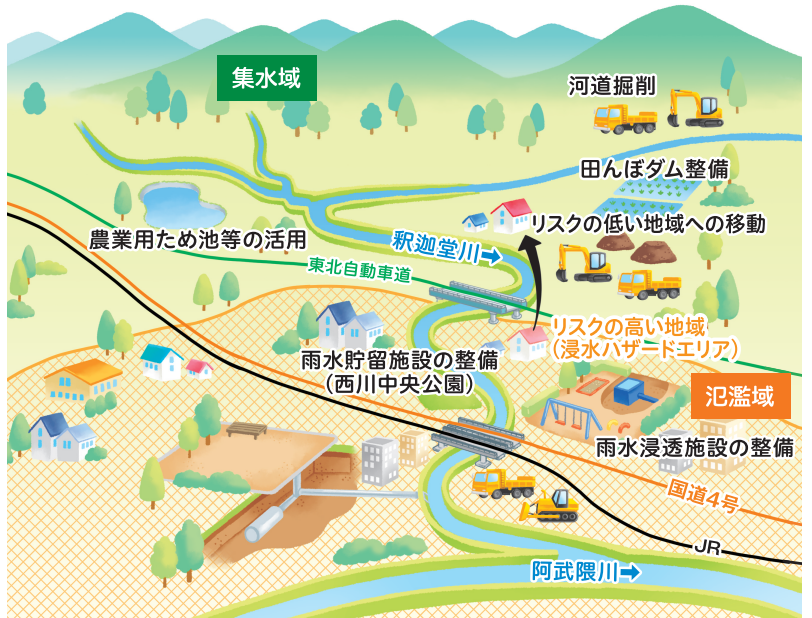 集水域
河道掘削
田んぼダム整備
リスクの低い地域への移動
農業用ため池等の活用
釈迦堂川
東北自動車道
リスクの高い地域
(浸水ハザードエリア)
雨水貯留施設の整備
(西川中央公園)
氾濫域
雨水浸透施設の整備
国道4号
JR
阿武隈川